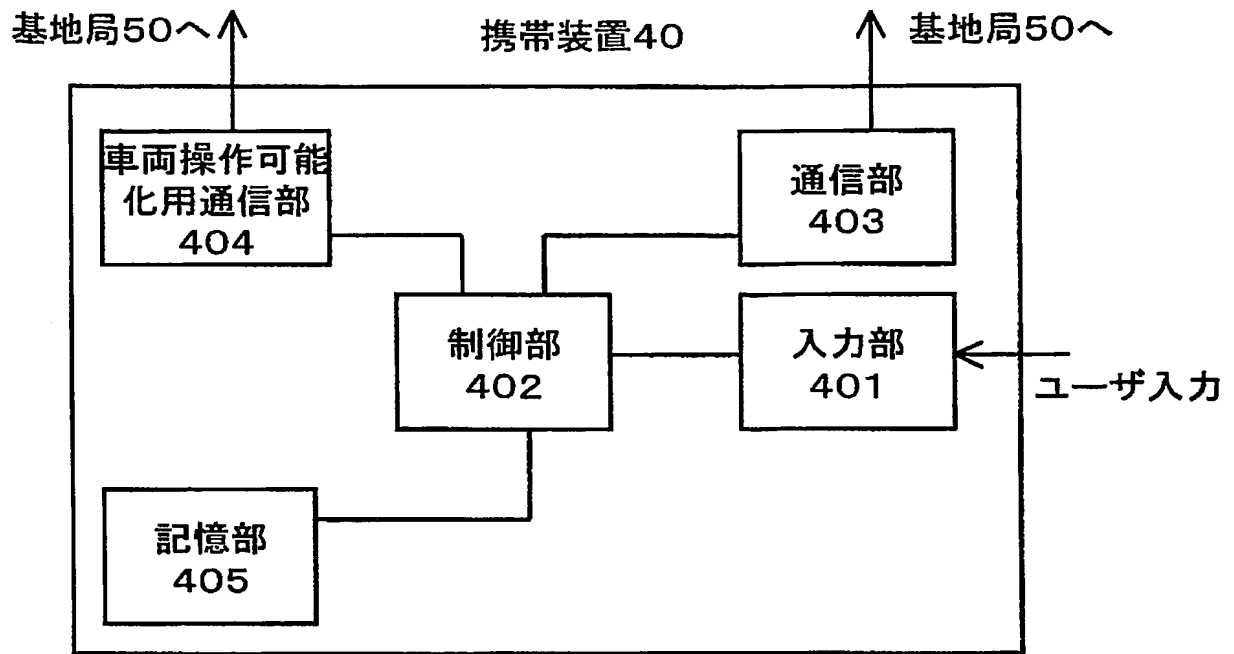 基地局50へ
携帯装置40
基地局50へ
車両操作可能
化用通信部
404
通信部
403
制御部
402
入力部
401
ユーザ入力
記憶部
405